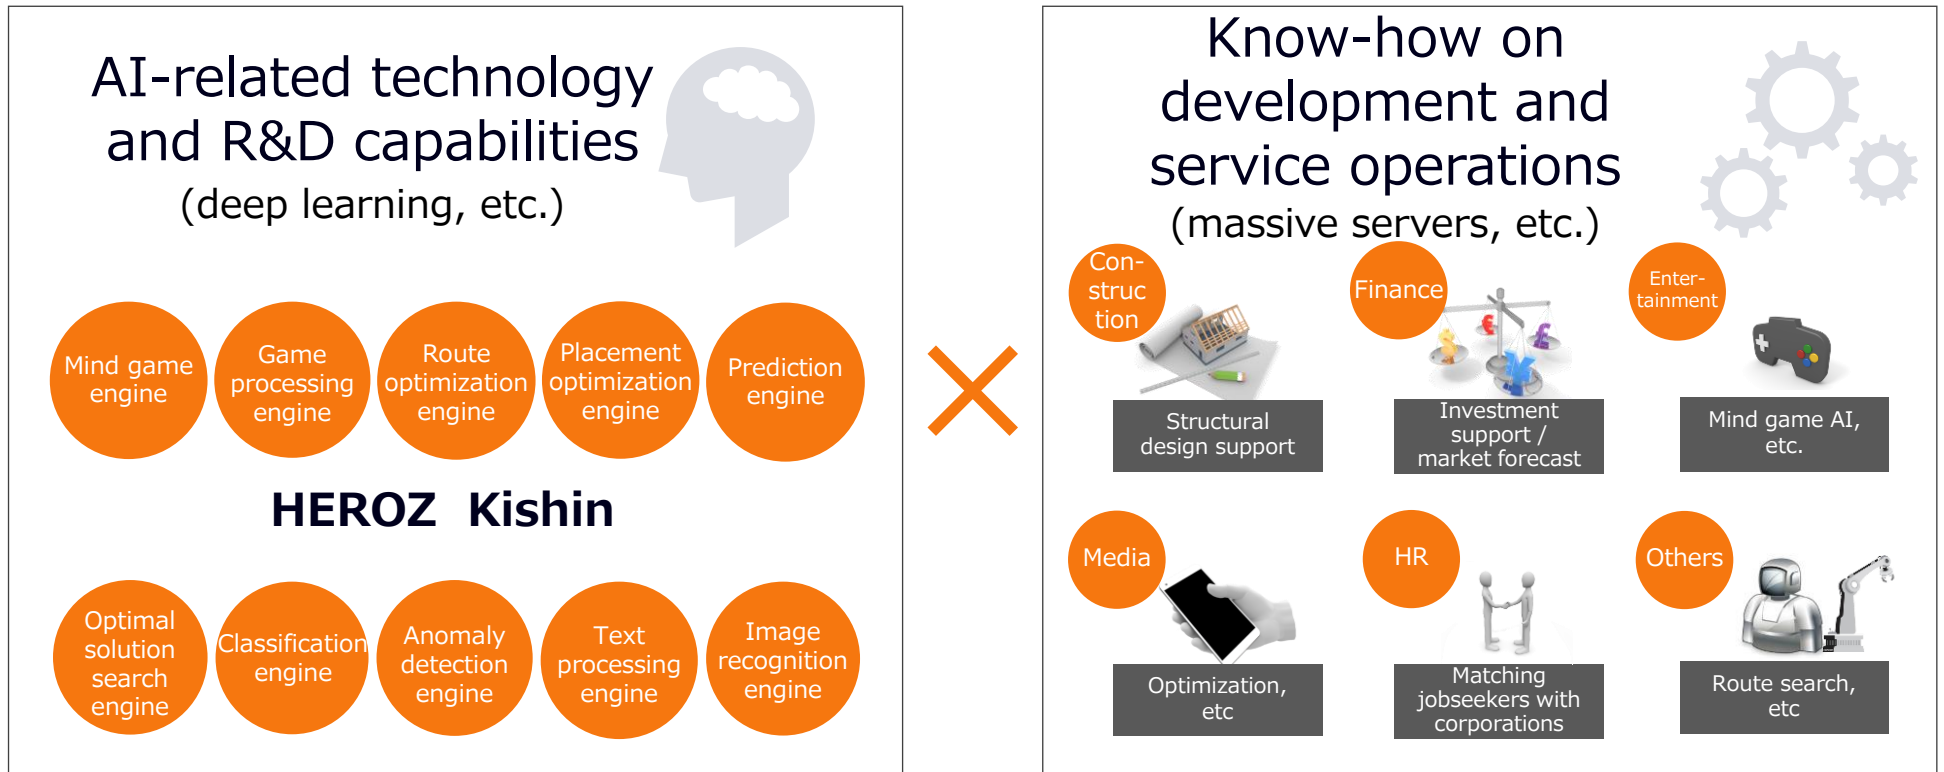 AI-related technology
and R&D capabilities
(deep learning, etc.)
Mind game
engine
Game
processing
engine
Route
optimization
engine
Placement
optimization
engine
Prediction
engine
HEROZ Kishin
Optimal
solution
search
engine
Classification
engine
Anomaly
detection
engine
Text
processing
engine
Image
recognition
engine
Know-how on
development and
service operations
(massive servers, etc.)
Con-
struc
tion
Structural
design support
Finance
Investment
support /
market forecast
Enter-
tainment
Mind game AI,
etc.
Media
Optimization,
etc
HR
Matching
jobseekers with
corporations
Others
Route search,
etc